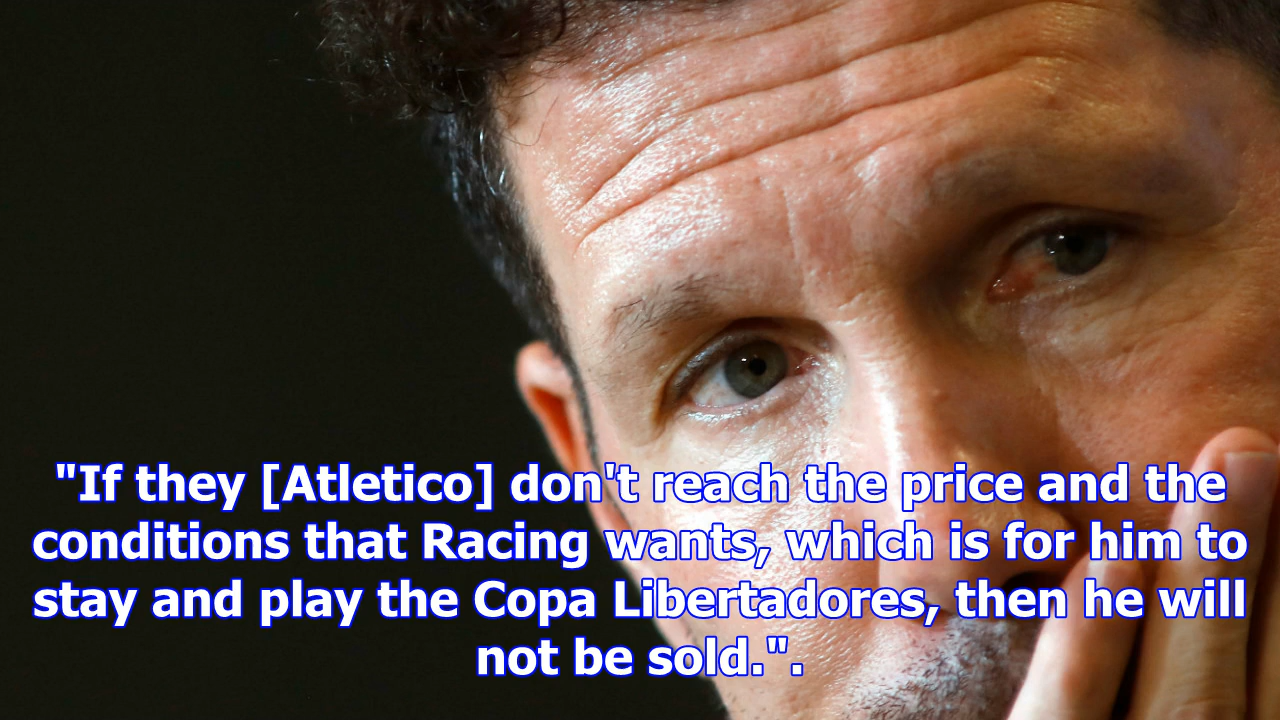 "If they [Atletico] don't reach the price and the
conditions that Racing wants, which is for him to
stay and play the Copa Libertadores, then he will
not be sold.".